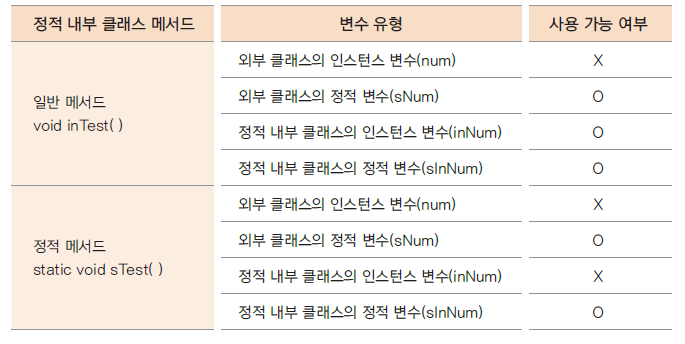 정적 내부 클래스 메서드 변수 유형 사용 가능 여부
일반 메서드
void inTest( )
외부 클래스의 인스턴스 변수(num) X
외부 클래스의 정적 변수(sNum) O
정적 내부 클래스의 인스턴스 변수(inNum) O
정적 내부 클래스의 정적 변수(sInNum) O
정적 메서드
static void sTest( )
외부 클래스의 인스턴스 변수(num) X
외부 클래스의 정적 변수(sNum) O
정적 내부 클래스의 인스턴스 변수(inNum) X
정적 내부 클래스의 정적 변수(sInNum) O